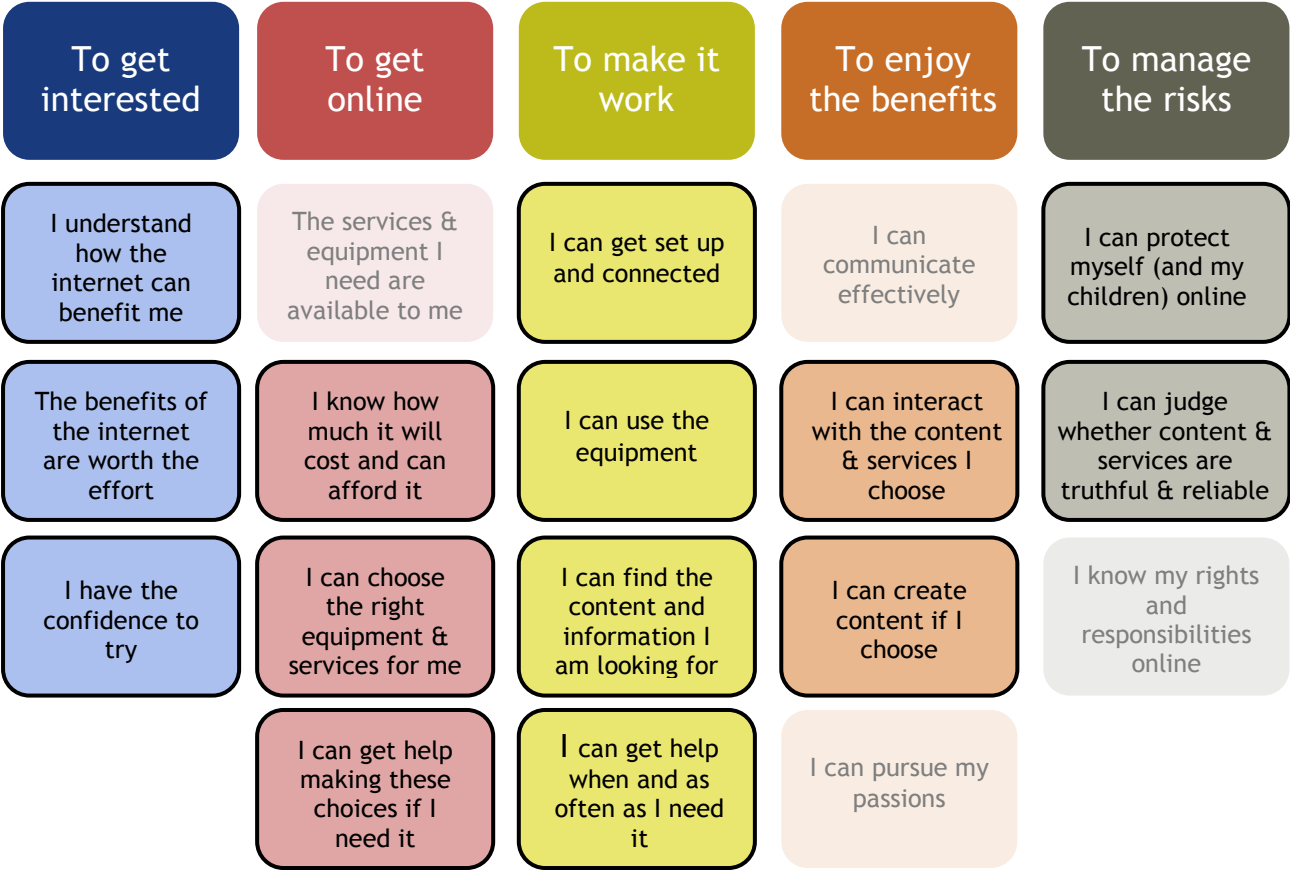 To get
interested
To get
online
To make it
work
To enjoy
the benefits
To manage
the risks
I understand
how the
internet can
benefit me
The services &
equipment I
need are
available to me
I can get set up
and connected
I can
communicate
effectively
I can protect
myself (and my
children) online
The benefits of
the internet
are worth the
effort
I know how
much it will
cost and can
afford it
I can use the
equipment
I can interact
with the content
& services I
choose
I can judge
whether content &
services are
truthful & reliable
I have the
confidence to
try
I can choose
the right
equipment &
services for me
I can find the
content and
information I
am looking for
I can create
content if I
choose
I know my rights
and
responsibilities
online
I can get help
making these
choices if I
need it
I can get help
when and as
often as I need
it
I can pursue my
passions